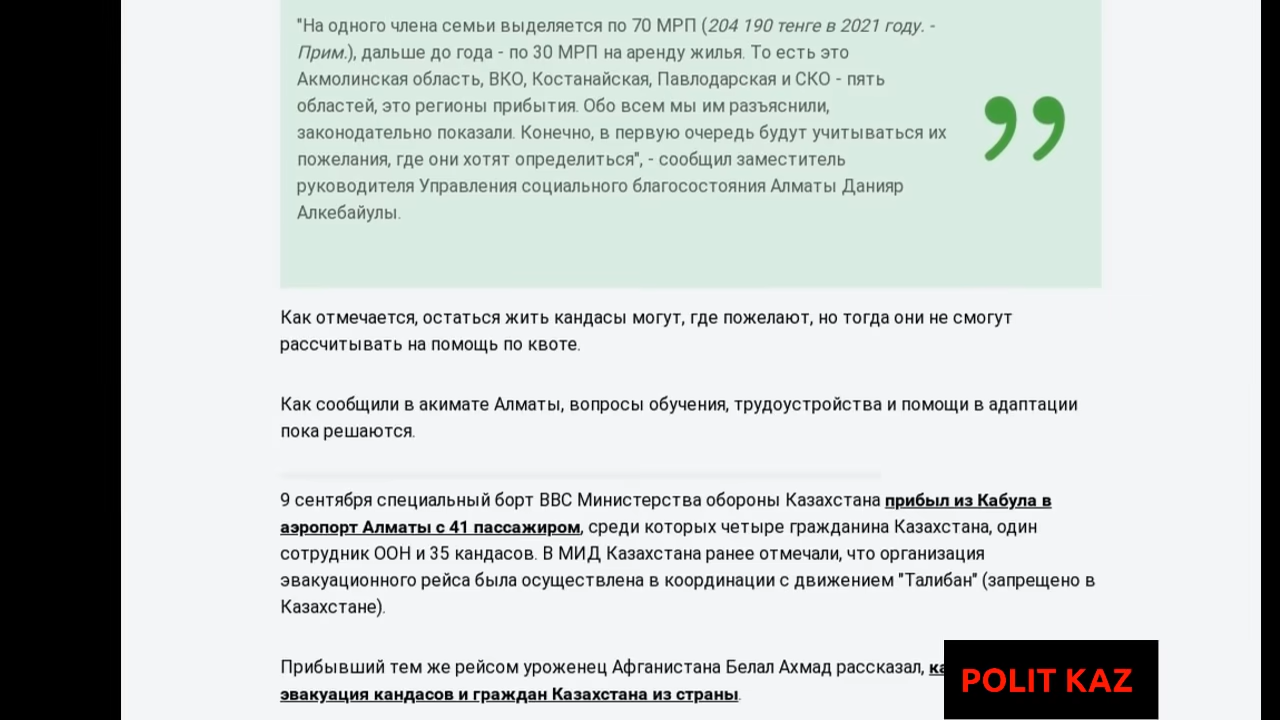 "На одного члена семьи выделяется по 70 МРП (204 190 тенге в 2021 году. -
Прим.), дальше до года - по 30 МРП на аренду жилья. То есть это
Акмолинская область, ВКО, Костанайская, Павлодарская и СКО - пять
областей, это регионы прибытия. Обо всем мы им разъяснили,
законодательно показали. Конечно, в первую очередь будут учитываться их
пожелания, где они хотят определиться", - сообщил заместитель
руководителя Управления социального благосостояния Алматы Данияр
Алкебайулы.
Как отмечается, остаться жить кандасы могут, где пожелают, но тогда они не смогут
рассчитывать на помощь по квоте.
Как сообщили в акимате Алматы, вопросы обучения, трудоустройства и помощи в адаптации
пока решаются.
9 сентября специальный борт ВВС Министерства обороны Казахстана прибыл из Кабула в
аэропорт Алматы с 41 пассажиром, среди которых четыре гражданина Казахстана, один
сотрудник ООН и 35 кандасов. В МИД Казахстана ранее отмечали, что организация
эвакуационного рейса была осуществлена в координации с движением "Талибан" (запрещено в
Казахстане).
Прибывший тем же рейсом уроженец Афганистана Белал Ахмад рассказал,
эвакуация кандасов и граждан Казахстана из страны.
POLIT KAZ